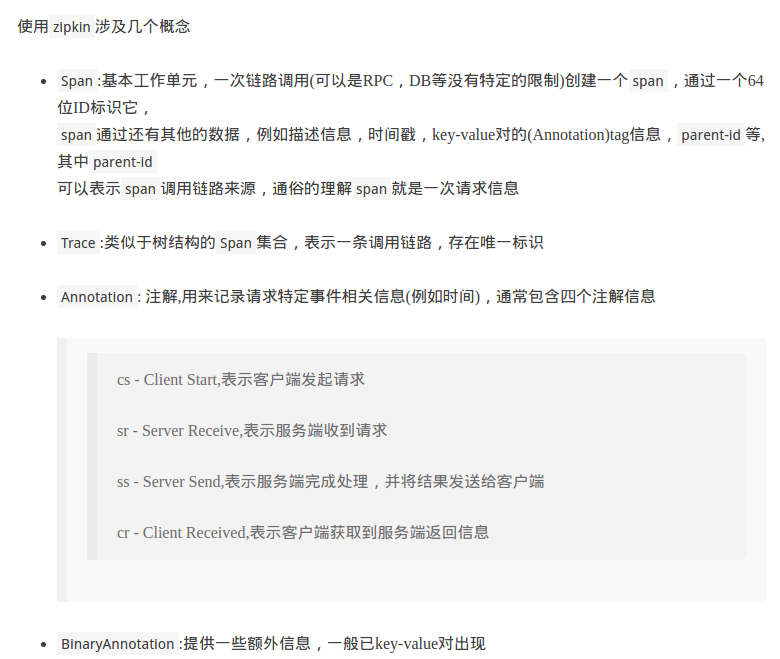 使用 zipkin 涉及几个概念
Span :基本工作单元，一次链路调用(可以是RPC，DB等没有特定的限制)创建一个 span ，通过一个64
位ID标识它，
span 通过还有其他的数据，例如描述信息，时间戳，key-value对的(Annotation)tag信息， parent-id 等,
其中 parent-id
可以表示 span 调用链路来源，通俗的理解 span 就是一次请求信息
Trace :类似于树结构的 Span 集合，表示一条调用链路，存在唯一标识
Annotation : 注解,用来记录请求特定事件相关信息(例如时间)，通常包含四个注解信息
cs - Client Start,表示客户端发起请求
sr - Server Receive,表示服务端收到请求
ss - Server Send,表示服务端完成处理，并将结果发送给客户端
cr - Client Received,表示客户端获取到服务端返回信息
BinaryAnnotation :提供一些额外信息，一般已key-value对出现